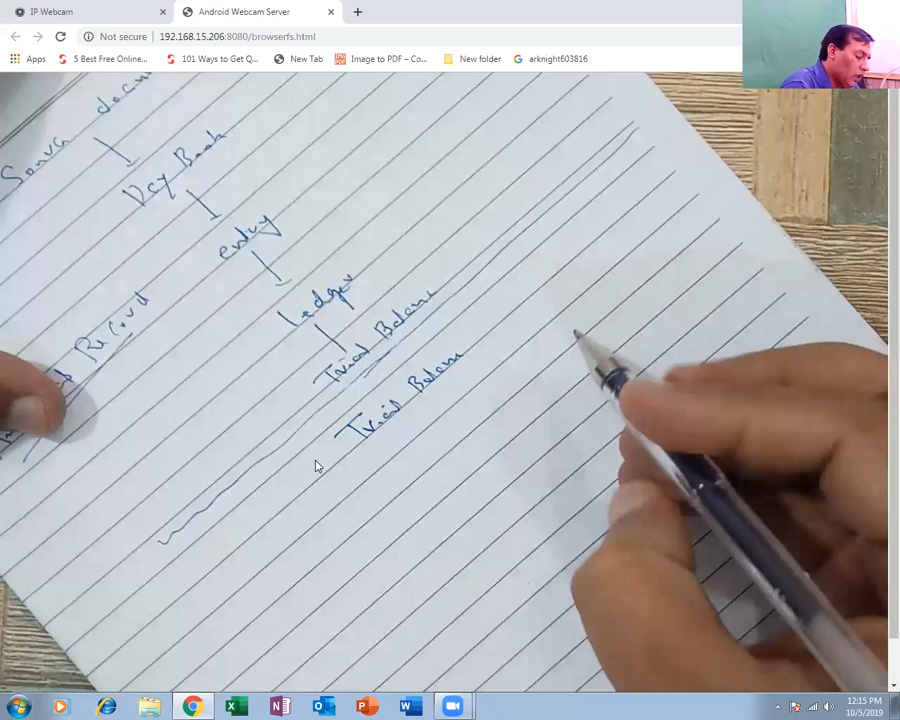 IP Webcam
Android Webcam Server
Not secure
192.168.15.206:8080/browserfs.html
Apps
5 Best Free Online...
101 Ways to Get Q...
New Tab
Image to PDF – Co...
New folder
arknight603816
Day Book
entry
Ledger
Trial
Record
Trial
12:15 PM
10/5/2019